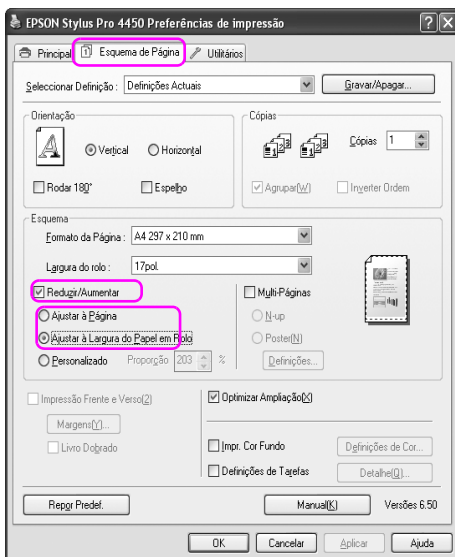 EPSON Stylus Pro 4450 Preferências de impressão
Principal Esquema de Página Utilitários
Seleccionar Definição : Definições Actuais Gravar/Apagar...
Orientação
Vertical Horizontal
Rodar 180° Espelho
Cópias
Cópias 1
Agrupar(W) Inverter Ordem
Esquema
Formato da Página : A4 297 x 210 mm
Largura do rolo : 17pol.
Reduzir/Aumentar
Ajustar à Página
Ajustar à Largura do Papel em Rolo
Personalizado Proporção 203 %
Multi-Páginas
N-up
Poster(N)
Definições...
Impressão Frente e Verso(2)
Margens(Y)...
Livro Dobrado
Optimizar Ampliação(X)
Impr. Cor Fundo Definições de Cor...
Definições de Tarefas Detalhe(Q)...
Repor Predef. Manual(K) Versões 6.50
OK Cancelar Aplicar Ajuda